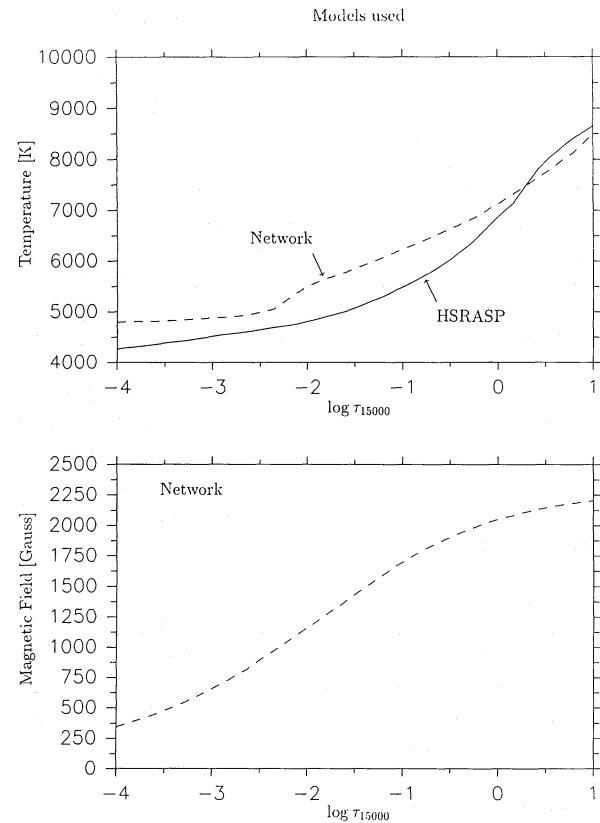 Models used
10000
9000
8000
7000
6000
5000
4000
Temperature [K]
Network
HSRASP
−4 −3 −2 −1 0 1
log τ15000
2500
2250
2000
1750
1500
1250
1000
750
500
250
0
Magnetic Field [Gauss]
Network
−4 −3 −2 −1 0 1
log τ15000